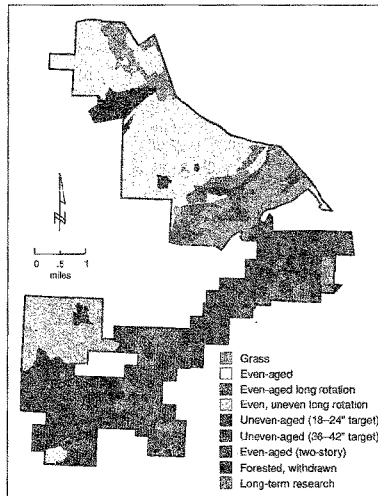 0 .5 1
miles
Grass
Even-aged
Even-aged long rotation
Even, uneven long rotation
Uneven-aged (18–24" target)
Uneven-aged (36–42" target)
Even-aged (two-story)
Forested, withdrawn
Long-term research